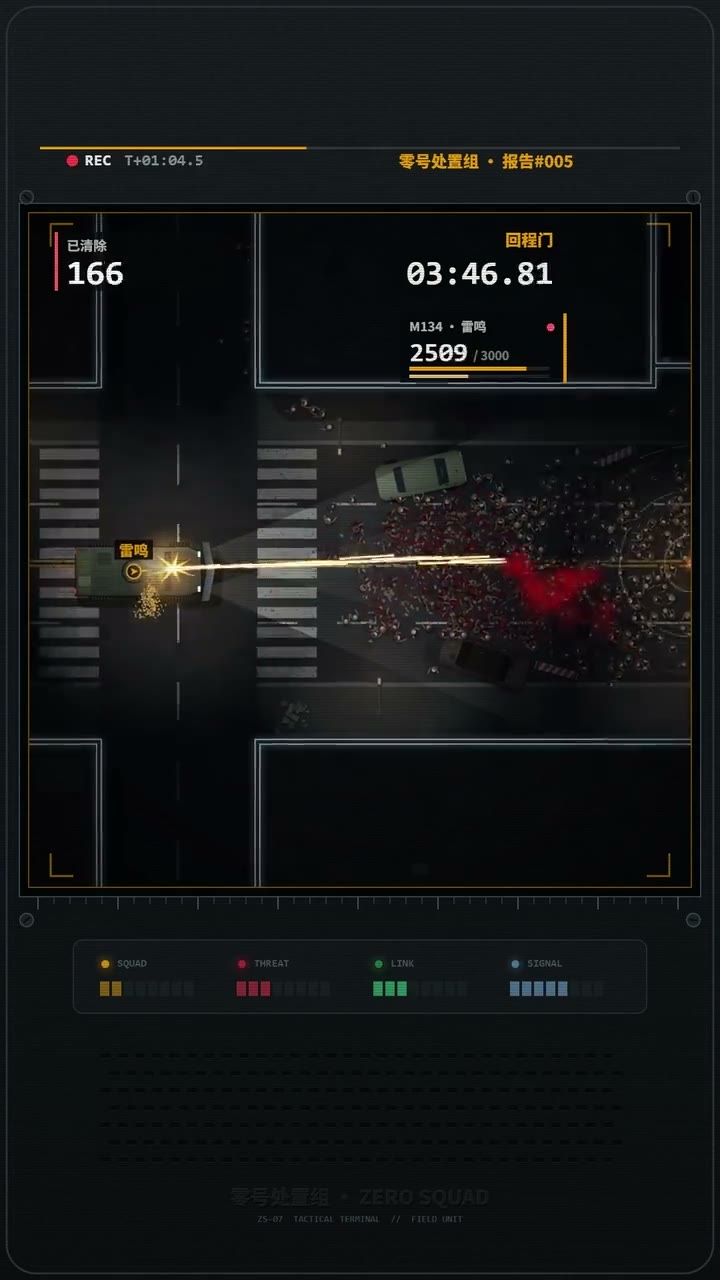 REC T+01:04.5
零号处置组 • 报告#005
已清除
166
回程门
03:46.81
M134 • 雷鸣
2509 / 3000
雷鸣
SQUAD
THREAT
LINK
SIGNAL
零号处置组 • ZERO SQUAD
ZS-07 TACTICAL TERMINAL // FIELD UNIT